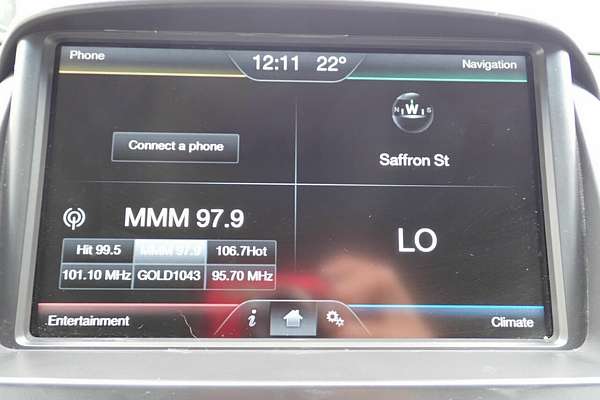 Phone
12:11 22°
Navigation
N W S
Connect a phone
Saffron St
MMM 97.9
Hit 99.5 MMM 97.9 106.7Hot
101.10 MHz GOLD1043 95.70 MHz
LO
Entertainment
i
Climate